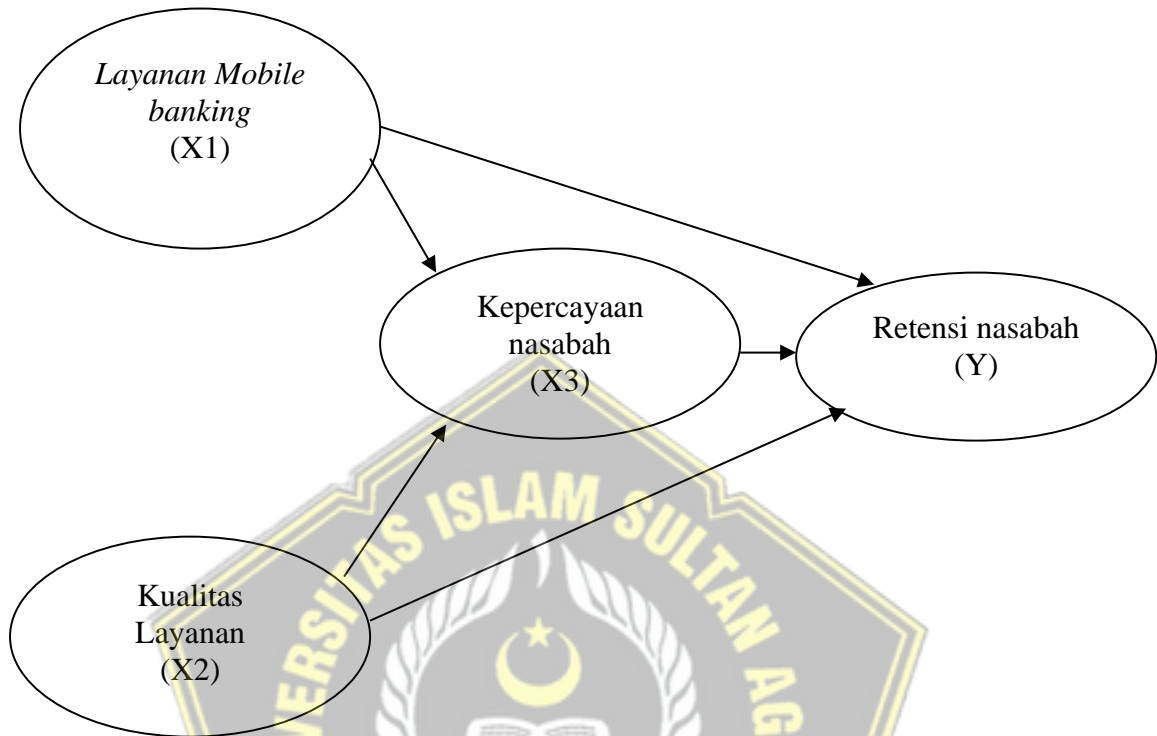 Layanan Mobile
banking
(X1)
Kepercayaan
nasabah
(X3)
Retensi nasabah
(Y)
Kualitas
Layanan
(X2)
ISLAM SULTAN